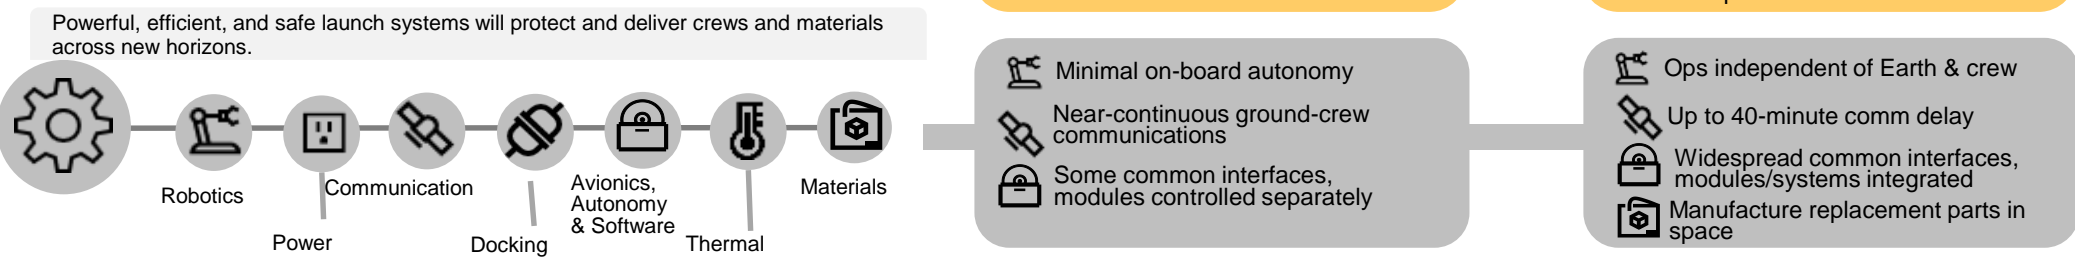 Powerful, efficient, and safe launch systems will protect and deliver crews and materials
across new horizons.
Robotics
Power
Communication
Docking
Avionics,
Autonomy
& Software
Thermal
Materials
Minimal on-board autonomy
Near-continuous ground-crew
communications
Some common interfaces,
modules controlled separately
Ops independent of Earth & crew
Up to 40-minute comm delay
Widespread common interfaces,
modules/systems integrated
Manufacture replacement parts in
space